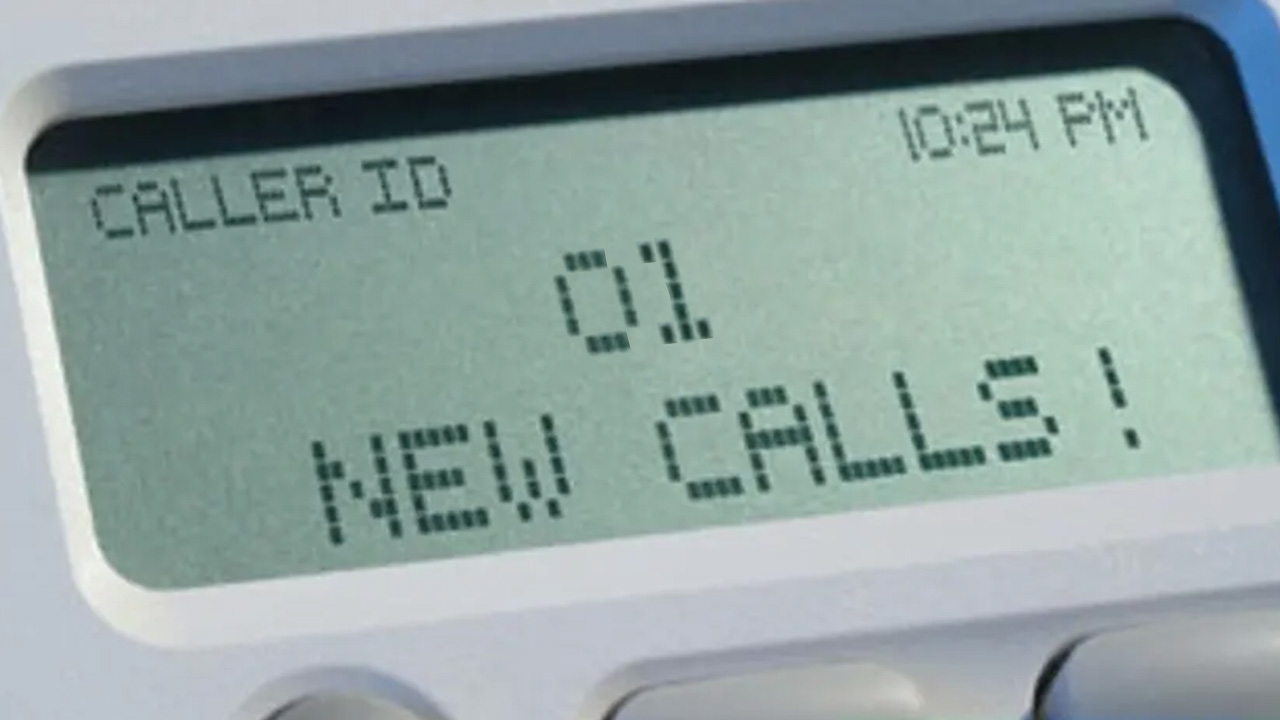 CALLER ID 10:24 PM
01
NEW CALLS!